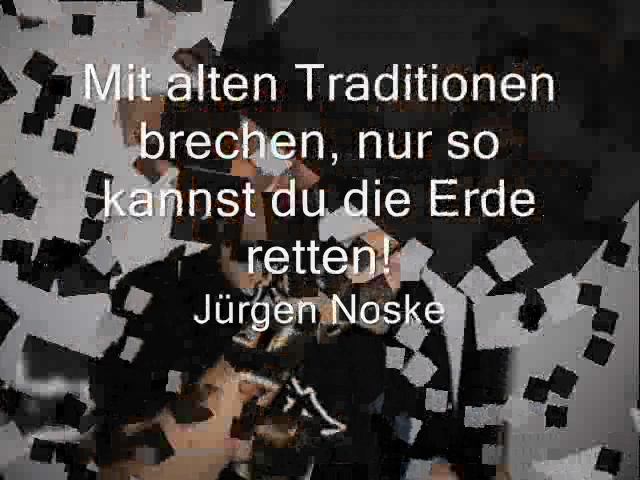 Mit alten Traditionen
brechen, nur so
kannst du die Erde
retten!
Jürgen Noske